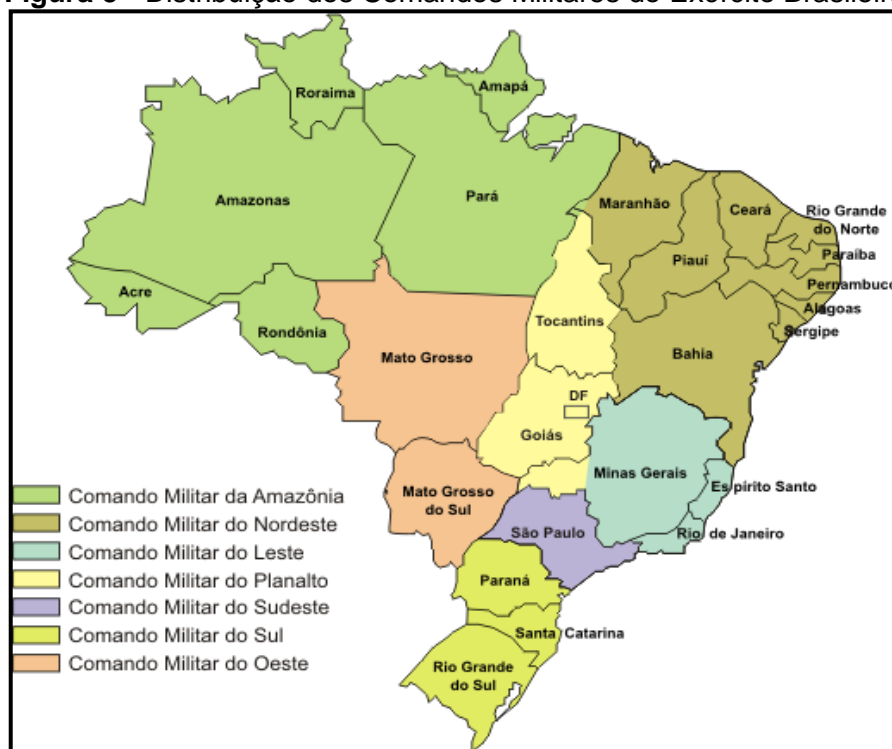 Figura 3 - Distribuição dos Comandos Militares do Exército Brasileiro
Roraima
Amapá
Amazonas
Pará
Maranhão
Ceará
Rio Grande
do Norte
Paraíba
Piauí
Pernambuco
Acre
Alagoas
Rondônia
Tocantins
Sergipe
Mato Grosso
Bahia
DF
Goiás
Minas Gerais
Mato Grosso
do Sul
Espirito Santo
São Paulo
Rio de Janeiro
Paraná
Santa Catarina
Rio Grande
do Sul
Comando Militar da Amazônia
Comando Militar do Nordeste
Comando Militar do Leste
Comando Militar do Planalto
Comando Militar do Sudeste
Comando Militar do Sul
Comando Militar do Oeste